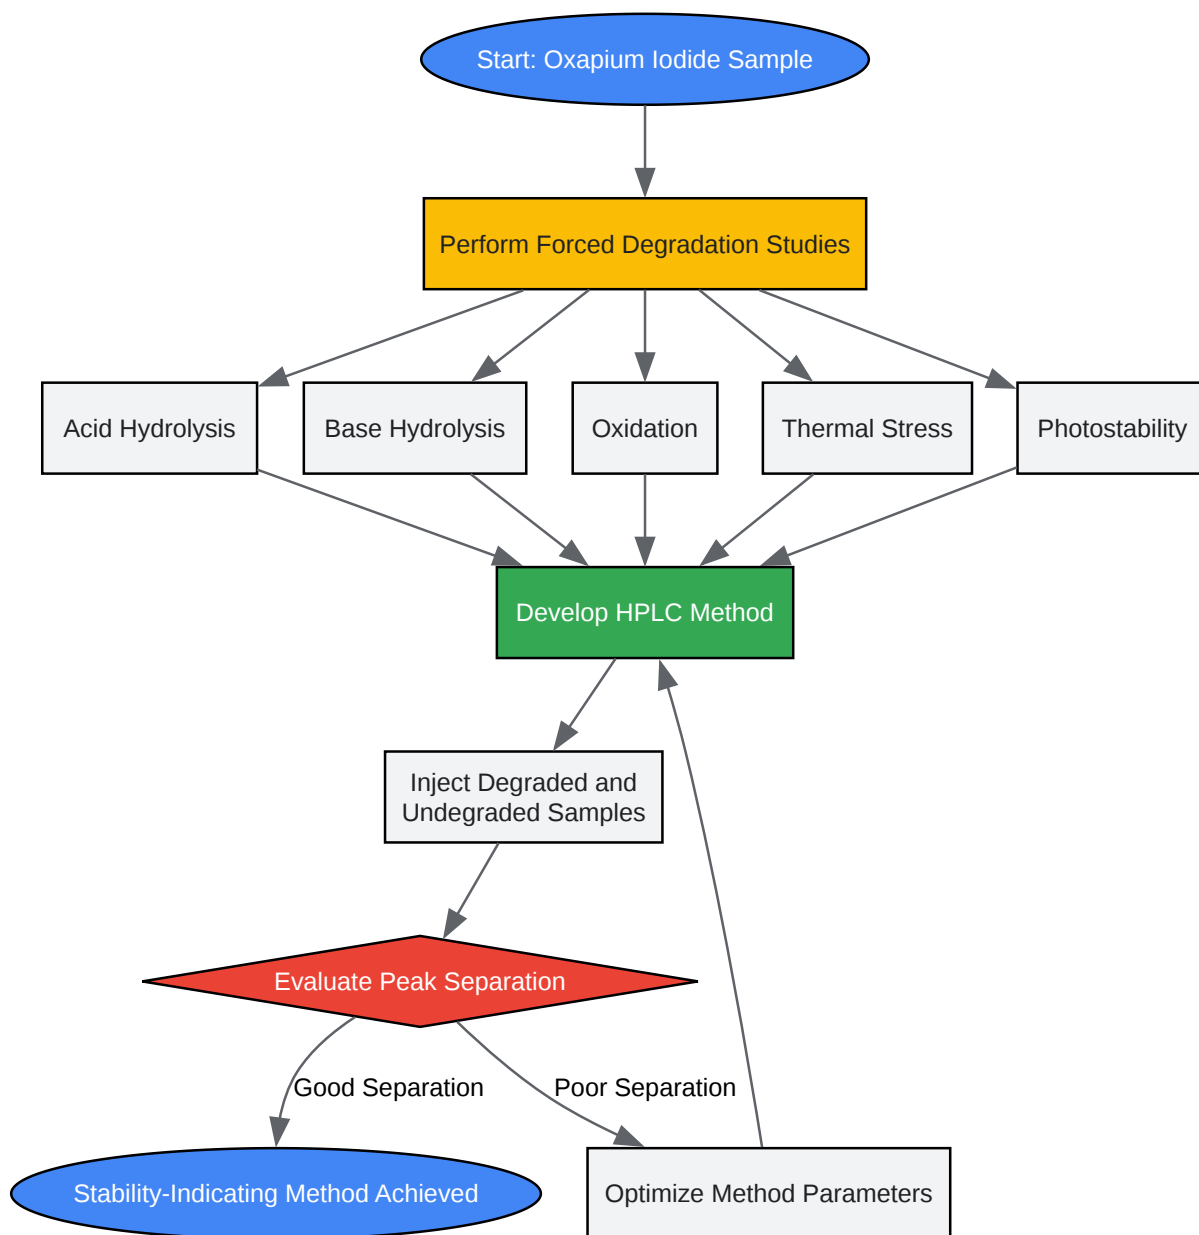 Start: Oxapium Iodide Sample
Perform Forced Degradation Studies
Acid Hydrolysis
Base Hydrolysis
Oxidation
Thermal Stress
Photostability
Develop HPLC Method
Inject Degraded and
Undegraded Samples
Evaluate Peak Separation
Good Separation
Poor Separation
Stability-Indicating Method Achieved
Optimize Method Parameters